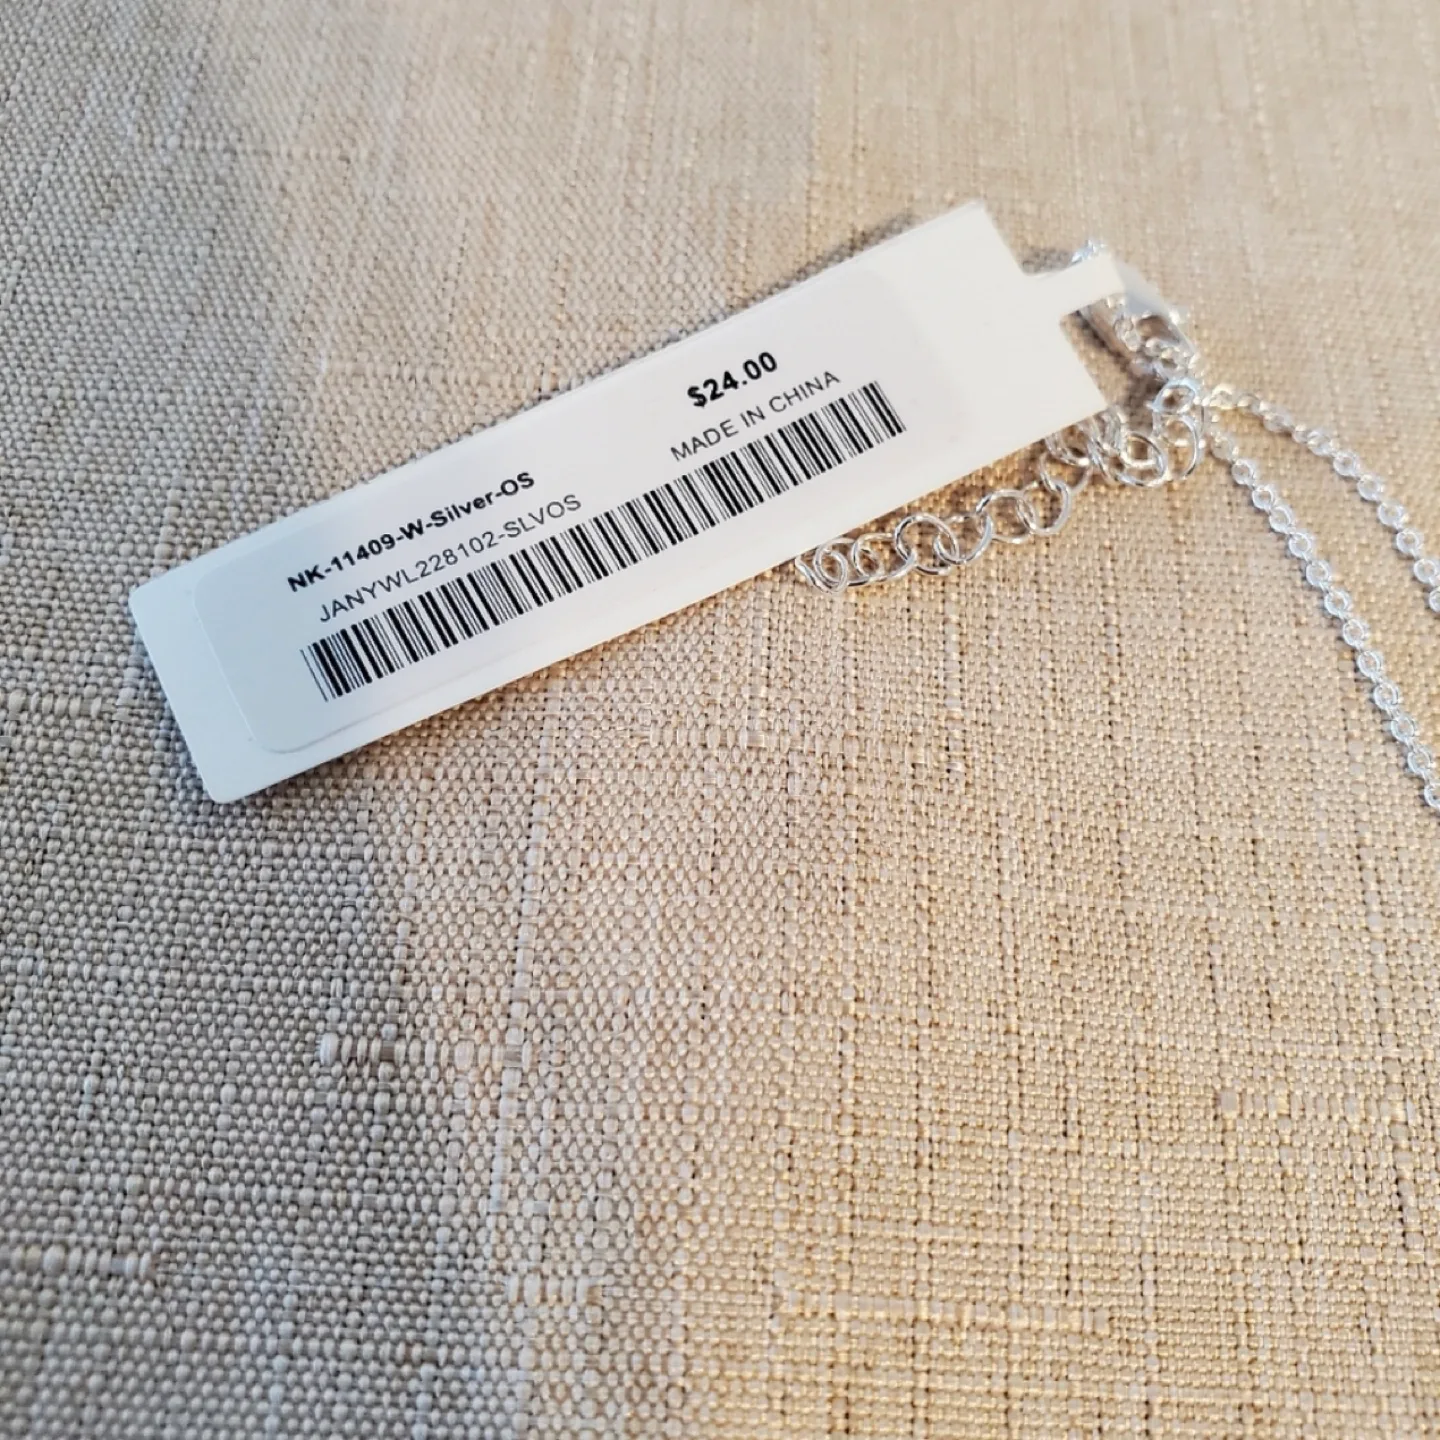 NK-11409-W-Silver-OS
JANYWL228102-SLVOS
$24.00
MADE IN CHINA